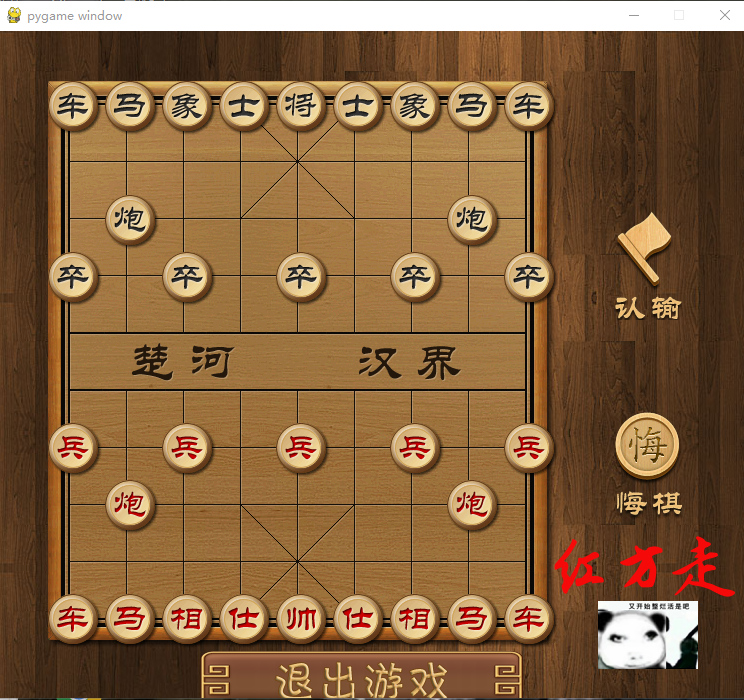 pygame window
车马象士将士象马车
炮 炮
卒 卒 卒 卒 卒
认输
楚河 汉界
兵 兵 兵 兵 兵
悔
悔棋
炮 炮
红方走
又开始整烂活是吧
车马相仕帅仕相马车
退出游戏